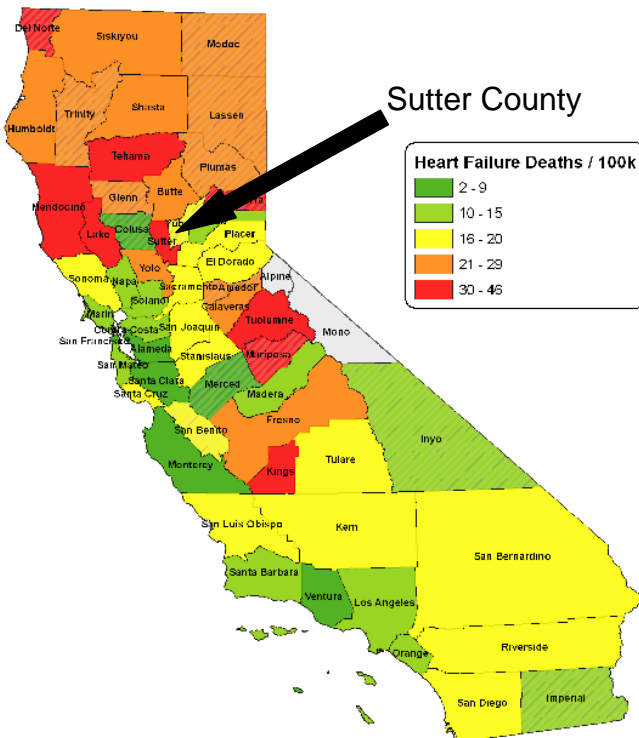 Del Norte
Siskiyou
Modoc
Trinity
Shasta
Lassen
Humboldt
Sutter County
Tehama
Plumas
Heart Failure Deaths / 100k
2 - 9
10 - 15
16 - 20
21 - 29
30 - 46
Glenn
Butte
Mendocino
Colusa
Lake
Sutter
Placer
El Dorado
Yolo
Sonoma
Napa
Sacramento
Alpine
Solano
Calaveras
Marin
Contra Costa
San Joaquin
Tuolumne
Mono
San Francisco
Alameda
Stanislaus
Mariposa
San Mateo
Santa Clara
Merced
Madera
Santa Cruz
San Benito
Fresno
Inyo
Monterey
Kings
Tulare
San Luis Obispo
Kern
San Bernardino
Santa Barbara
Ventura
Los Angeles
Orange
Riverside
San Diego
Imperial